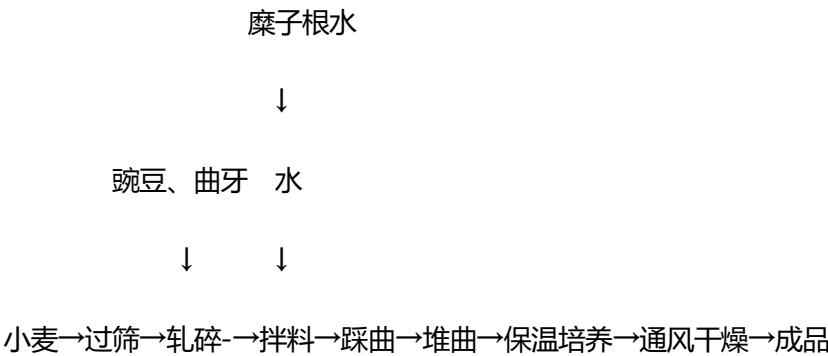 糜子根水
↓
豌豆、曲牙 水
↓ ↓
小麦→过筛→轧碎-→拌料→踩曲→堆曲→保温培养→通风干燥→成品